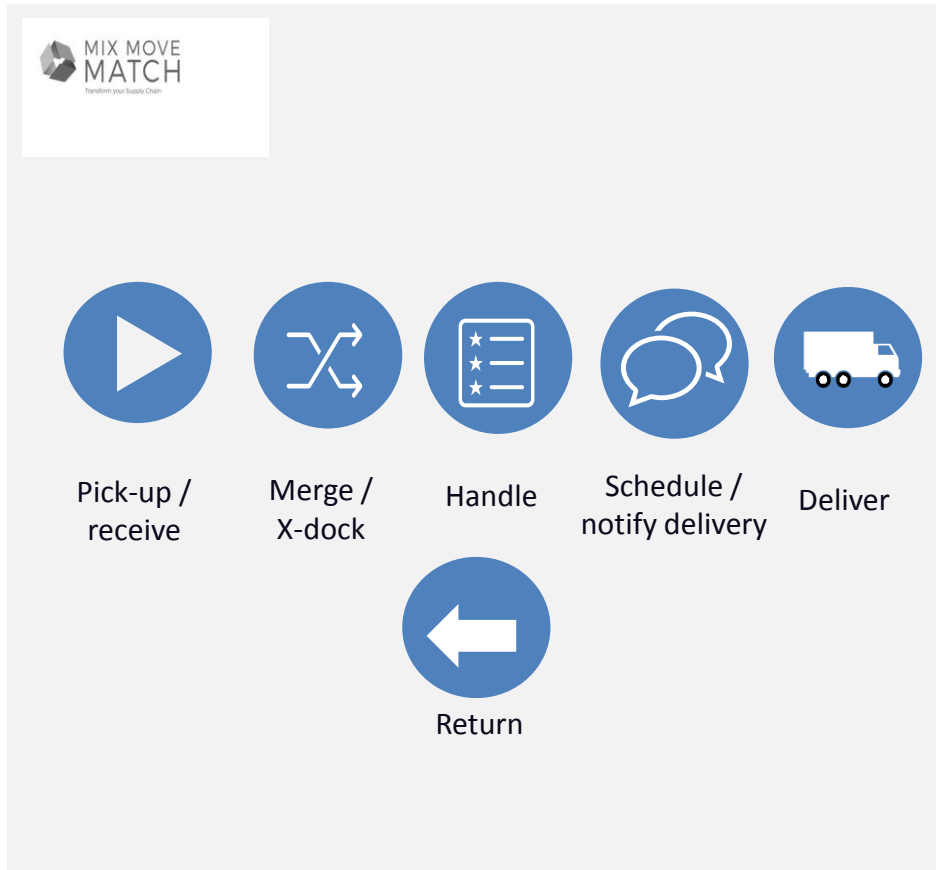 MIX MOVE
MATCH
Transform your Supply Chain
Pick-up /
receive
Merge /
X-dock
Handle
Schedule /
notify delivery
Deliver
Return